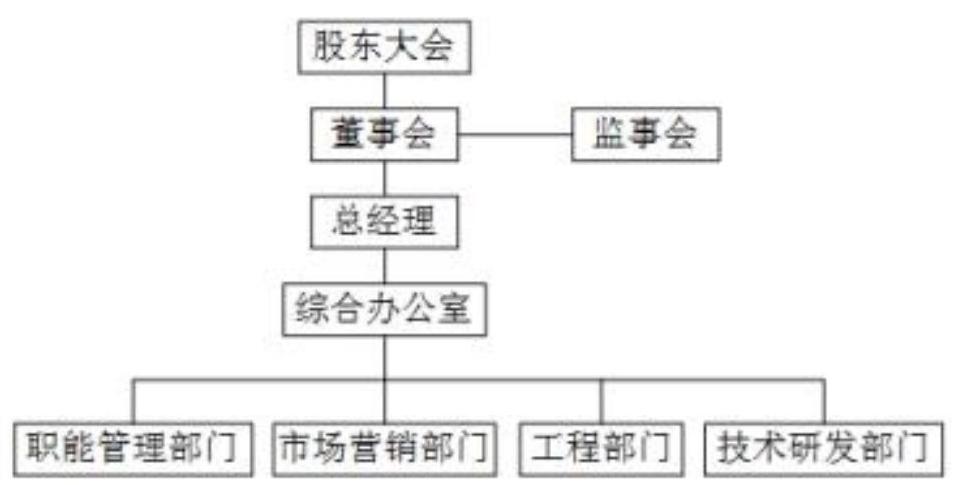 股东大会
董事会
监事会
总经理
综合办公室
职能管理部门
市场营销部门
工程部门
技术研发部门